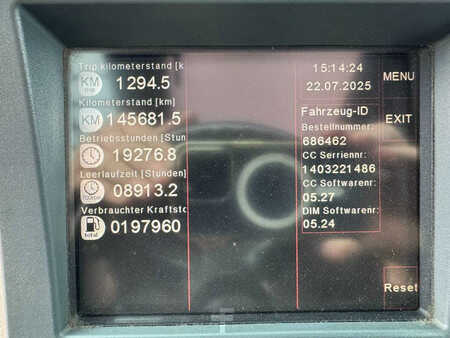 Trip kilometerstand [k
KM
1294.5
Kilometerstand [km]
KM
145681.5
Betriebsstunden [Stun
19276.8
Leerlaufzeit [Stunden]
08913.2
Verbrauchter Kraftstc
total
0197960
15:14:24
22.07.2025
Fahrzeug-ID
Bestellnummer:
686462
CC Serriennr:
1403221486
CC Softwarenr:
05.27
DIM Softwarenr:
05.24
MENU
EXIT
Reset